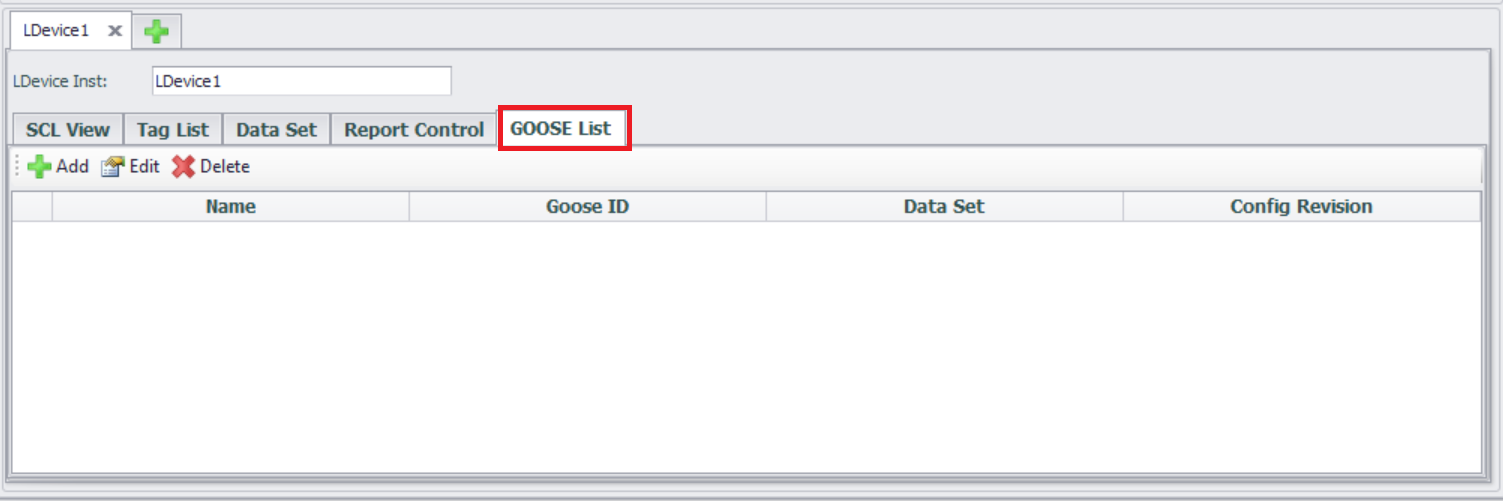 LDevice1
LDevice Inst: LDevice1
SCL View Tag List Data Set Report Control GOOSE List
Add Edit Delete
Name Goose ID Data Set Config Revision